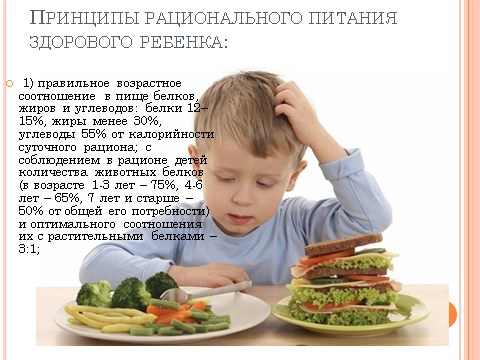 ПРИНЦИПЫ РАЦИОНАЛЬНОГО ПИТАНИЯ
ЗДОРОВОГО РЕБЕНКА:
1) правильное возрастное
соотношение в пище белков,
жиров и углеводов: белки 12–
15%, жиры менее 30%,
углеводы 55% от калорийности
суточного рациона; с
соблюдением в рационе детей
количества животных белков
(в возрасте 1-3 лет – 75%, 4-6
лет – 65%, 7 лет и старше –
50% от общей его потребности)
и оптимального соотношения
их с растительными белками –
3:1;